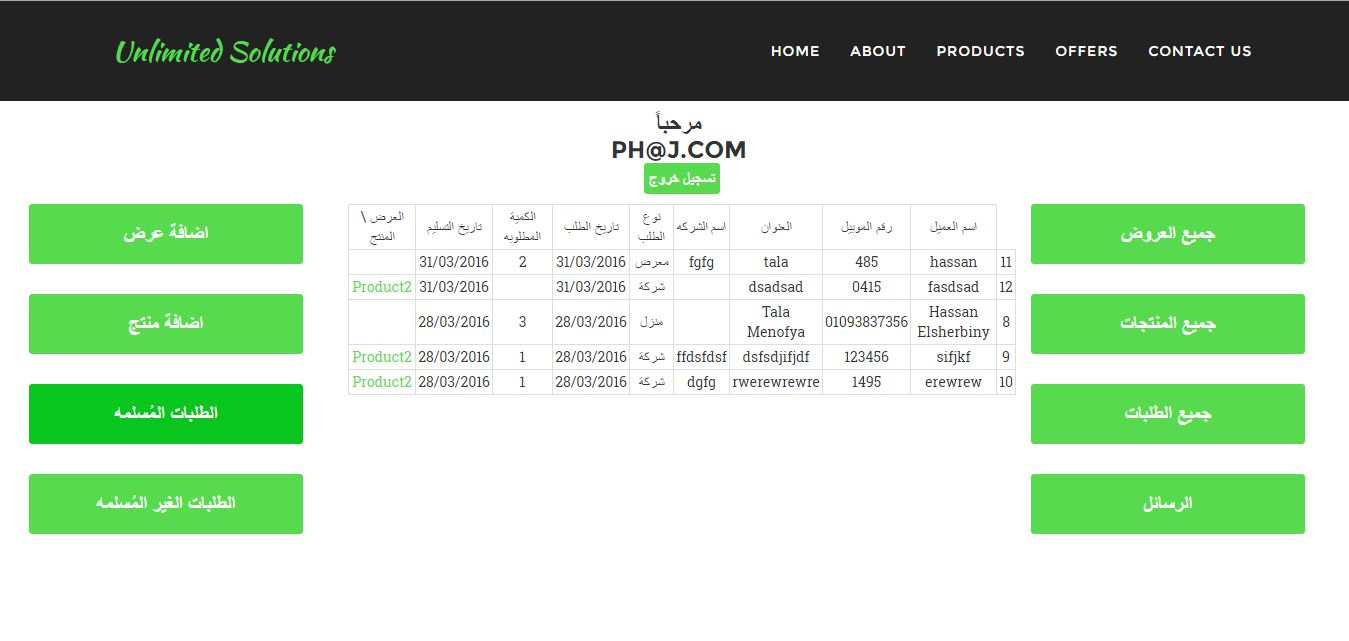 Unlimited Solutions
HOME ABOUT PRODUCTS OFFERS CONTACT US
مرحباً
PH@J.COM
تسجيل خروج
جميع العروض
جميع المنتجات
جميع الطلبات
الرسائل
اسم العميل رقم الموبيل العنوان اسم الشركه نوع الطلب تاريخ الطلب الكمية المطلوبه تاريخ التسليم العرض \ المنتج
11 hassan 485 tala fgfg معرض 31/03/2016 2 31/03/2016
12 fasdsad 0415 dsadsad شركة 31/03/2016 31/03/2016 Product2
8 Hassan Elsherbiny 01093837356 Tala Menofya منزل 28/03/2016 3 28/03/2016
9 sifjkf 123456 dsfsdjifjdf ffdsfdsf شركة 28/03/2016 1 28/03/2016 Product2
10 erewrew 1495 rwerewrewre dgfg شركة 28/03/2016 1 28/03/2016 Product2
اضافة عرض
اضافة منتج
الطلبات المُسلمه
الطلبات الغير المُسلمه